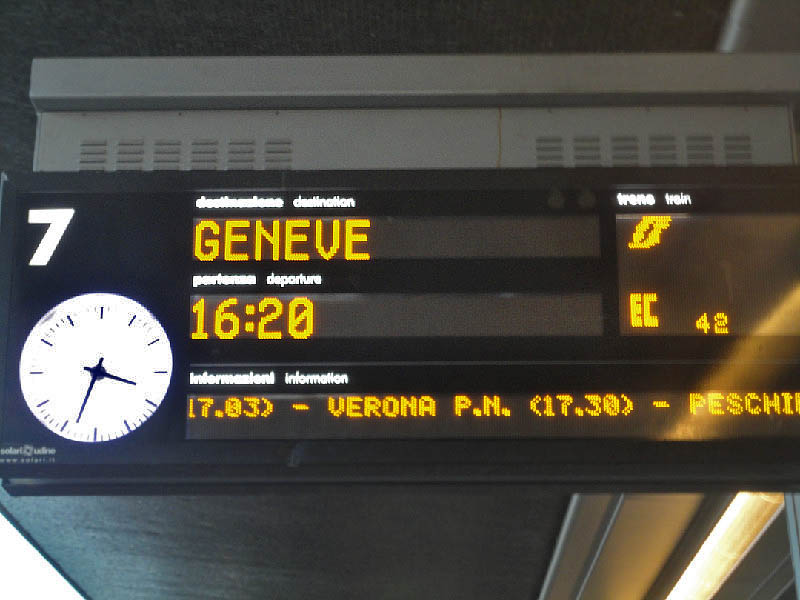 7
destinazione destination
treno train
GENEVE
partenza departure
16:20
EC 42
informazioni information
17.03) - VERONA P.N. (17.30) - PESCHIE
solari udine
www.solari.it